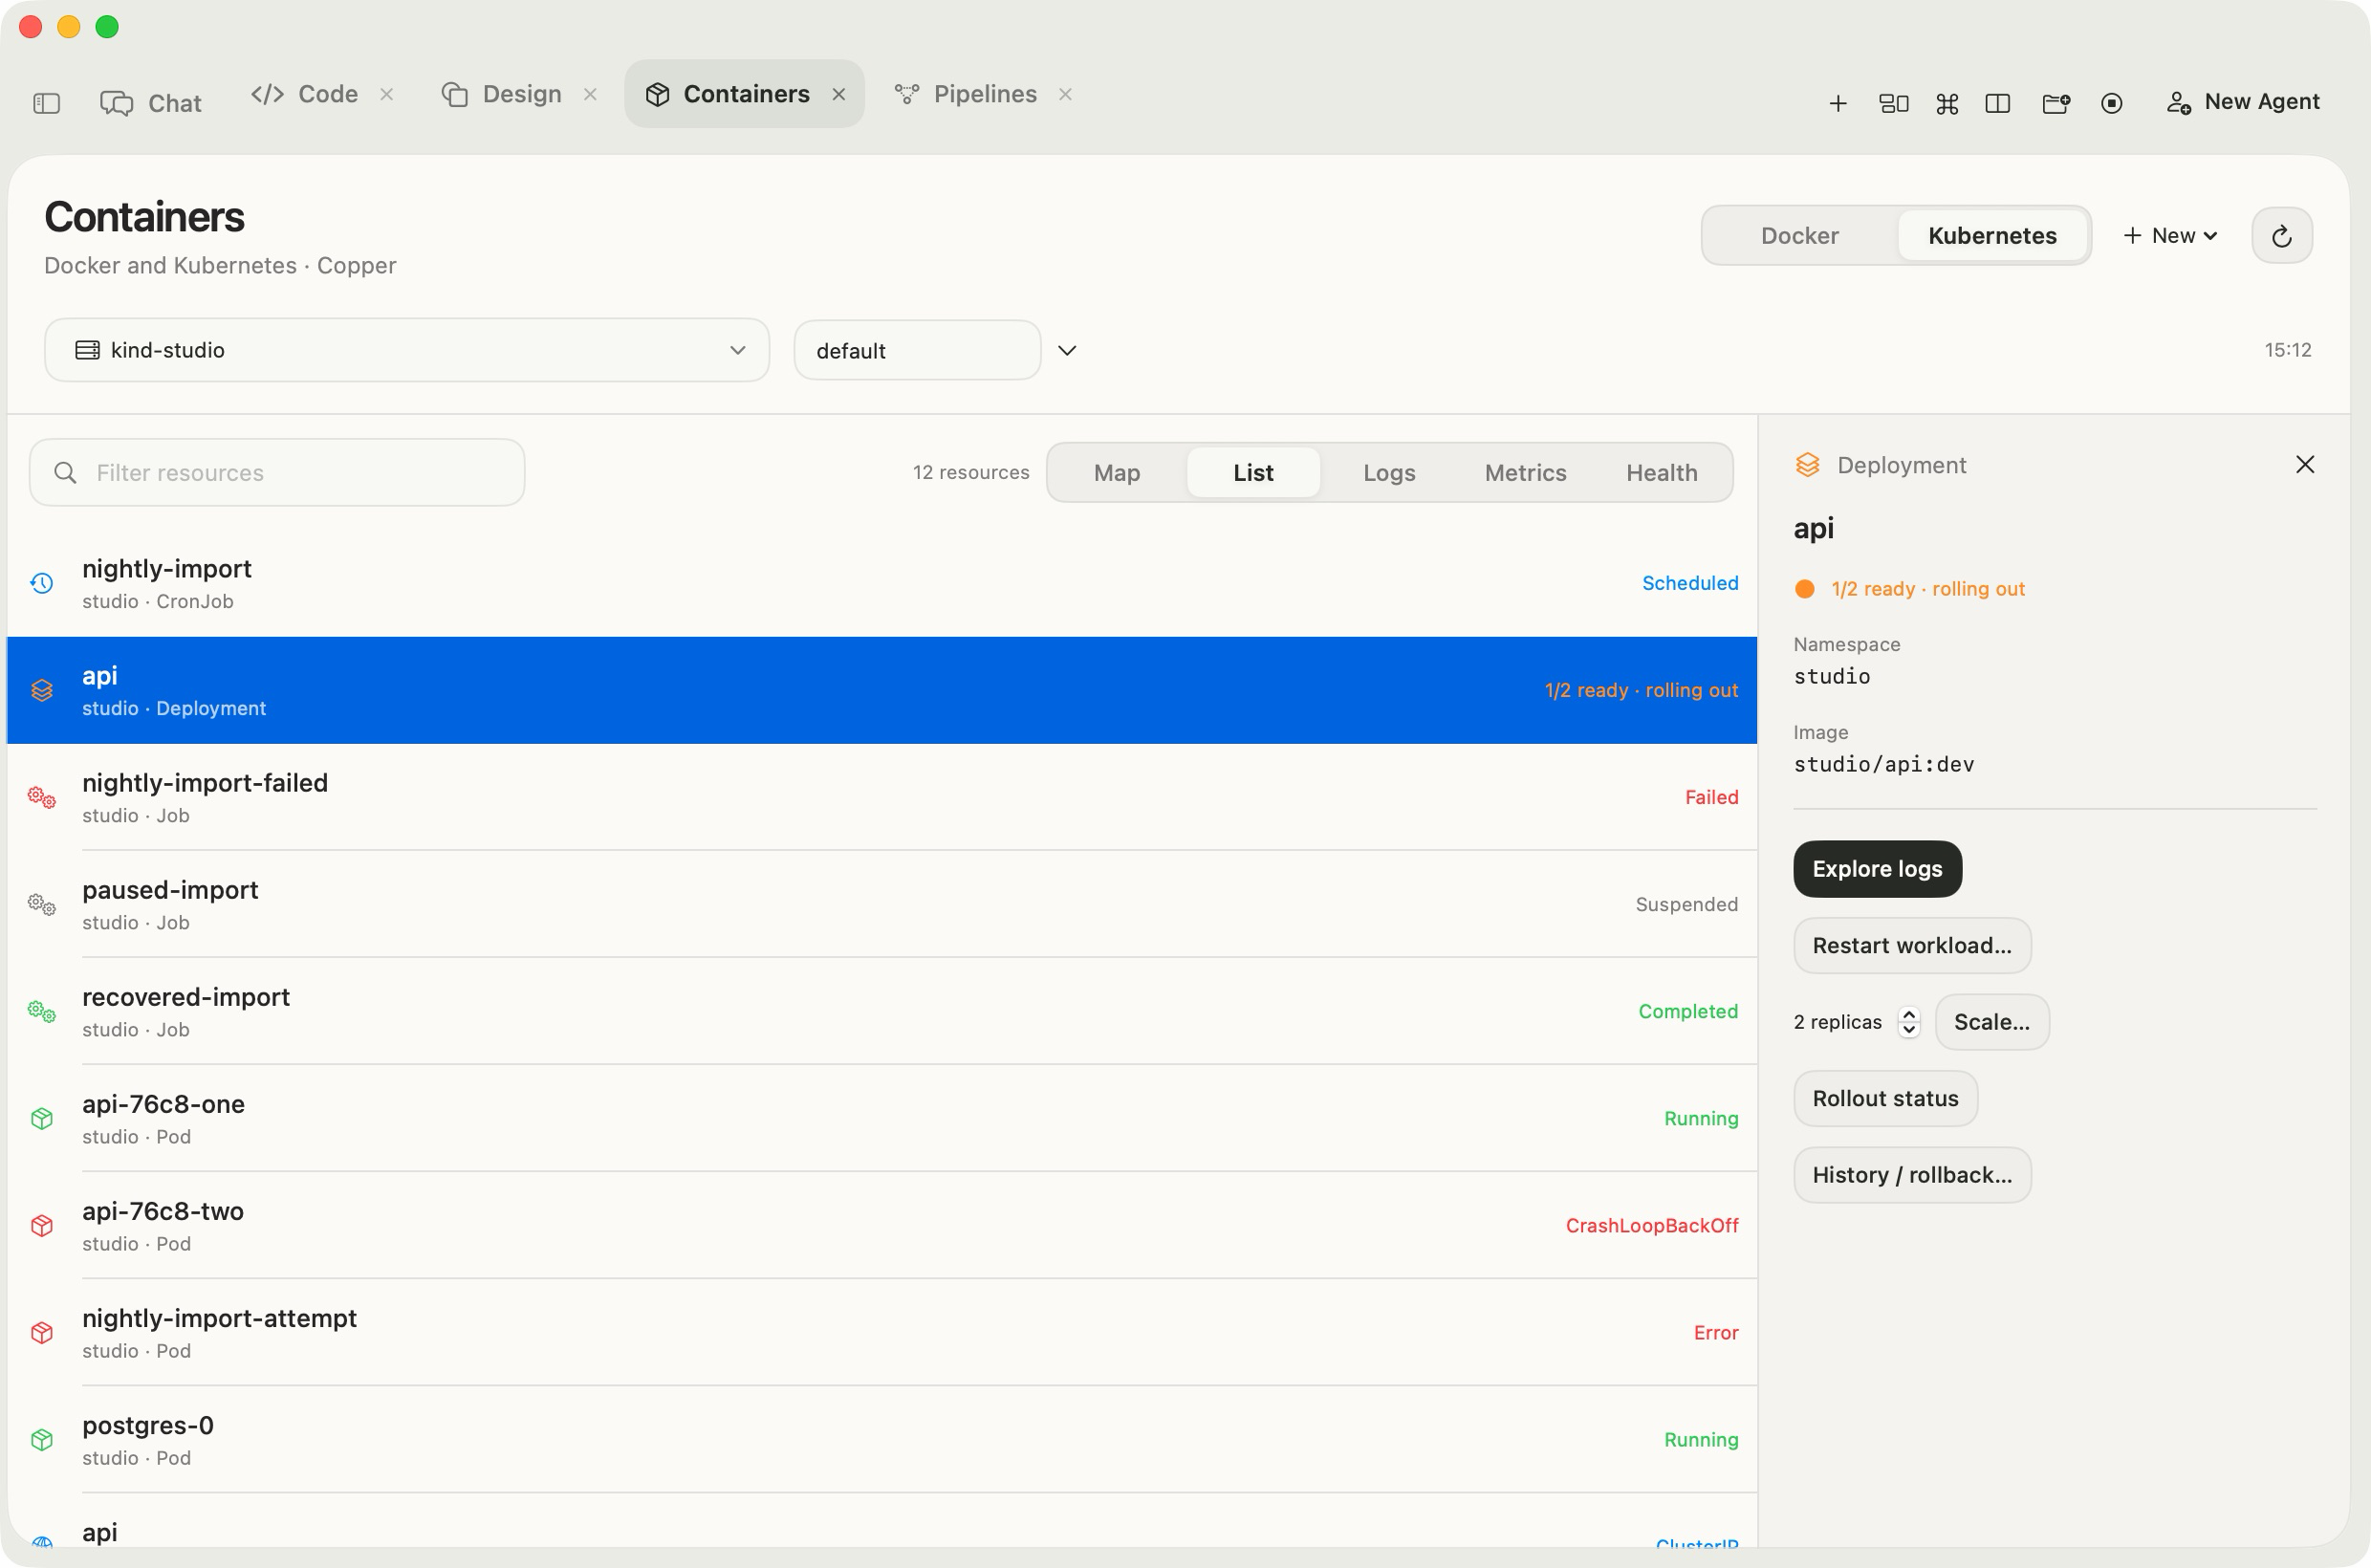 Chat
Code
Design
Containers
Pipelines
New Agent
Containers
Docker and Kubernetes · Copper
Docker
Kubernetes
New
kind-studio
default
15:12
Filter resources
12 resources
Map
List
Logs
Metrics
Health
nightly-import
Scheduled
studio · CronJob
api
1/2 ready · rolling out
studio · Deployment
nightly-import-failed
Failed
studio · Job
paused-import
Suspended
studio · Job
recovered-import
Completed
studio · Job
api-76c8-one
Running
studio · Pod
api-76c8-two
CrashLoopBackOff
studio · Pod
nightly-import-attempt
Error
studio · Pod
postgres-0
Running
studio · Pod
api
ClusterIP
Deployment
api
1/2 ready · rolling out
Namespace
studio
Image
studio/api:dev
Explore logs
Restart workload...
2 replicas
Scale...
Rollout status
History / rollback...